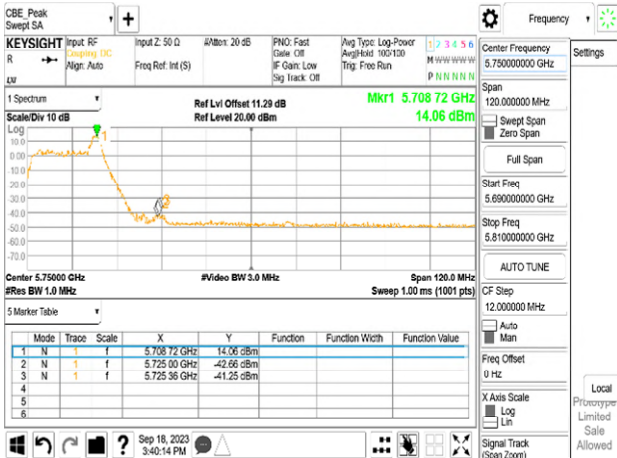 CBE_Peak
Swept SA
+
Frequency
KEYSIGHT Input: RF Input Z: 50 Ω #Atten: 20 dB PNO: Fast Avg Type: Log-Power 1 2 3 4 5 6
R Coupling: DC Gate: Off Avg|Hold: 100/100 M W W W W W
Align: Auto Freq Ref: Int (S) IF Gain: Low Trig: Free Run
Sig Track: Off P N N N N N
LXI
1 Spectrum
Ref Lvl Offset 11.29 dB Mkr1 5.708 72 GHz
Scale/Div 10 dB Ref Level 20.00 dBm 14.06 dBm
Log
10.0
0.00
-10.0
-20.0
-30.0
-40.0
-50.0
-60.0
-70.0
1
3
Center 5.75000 GHz #Video BW 3.0 MHz Span 120.0 MHz
#Res BW 1.0 MHz Sweep 1.00 ms (1001 pts)
5 Marker Table
Mode Trace Scale X Y Function Function Width Function Value
1 N 1 f 5.708 72 GHz 14.06 dBm
2 N 1 f 5.725 00 GHz -42.66 dBm
3 N 1 f 5.725 36 GHz -41.25 dBm
4
5
6
? Sep 18, 2023
3:40:14 PM
Center Frequency
5.750000000 GHz
Span
120.000000 MHz
Swept Span
Zero Span
Full Span
Start Freq
5.690000000 GHz
Stop Freq
5.810000000 GHz
AUTO TUNE
CF Step
12.000000 MHz
Auto
Man
Freq Offset
0 Hz
X Axis Scale
Log
Lin
Signal Track
(Span Zoom)
Settings
Local
Prototype
Limited
Sale
Allowed